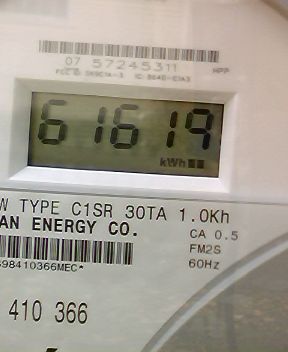 07 57245311
HPP
61619
kWh
W TYPE C1SR 30TA 1.0Kh
AN ENERGY CO.
CA 0.5
FM2S
60Hz
98410366MEC*
410 366